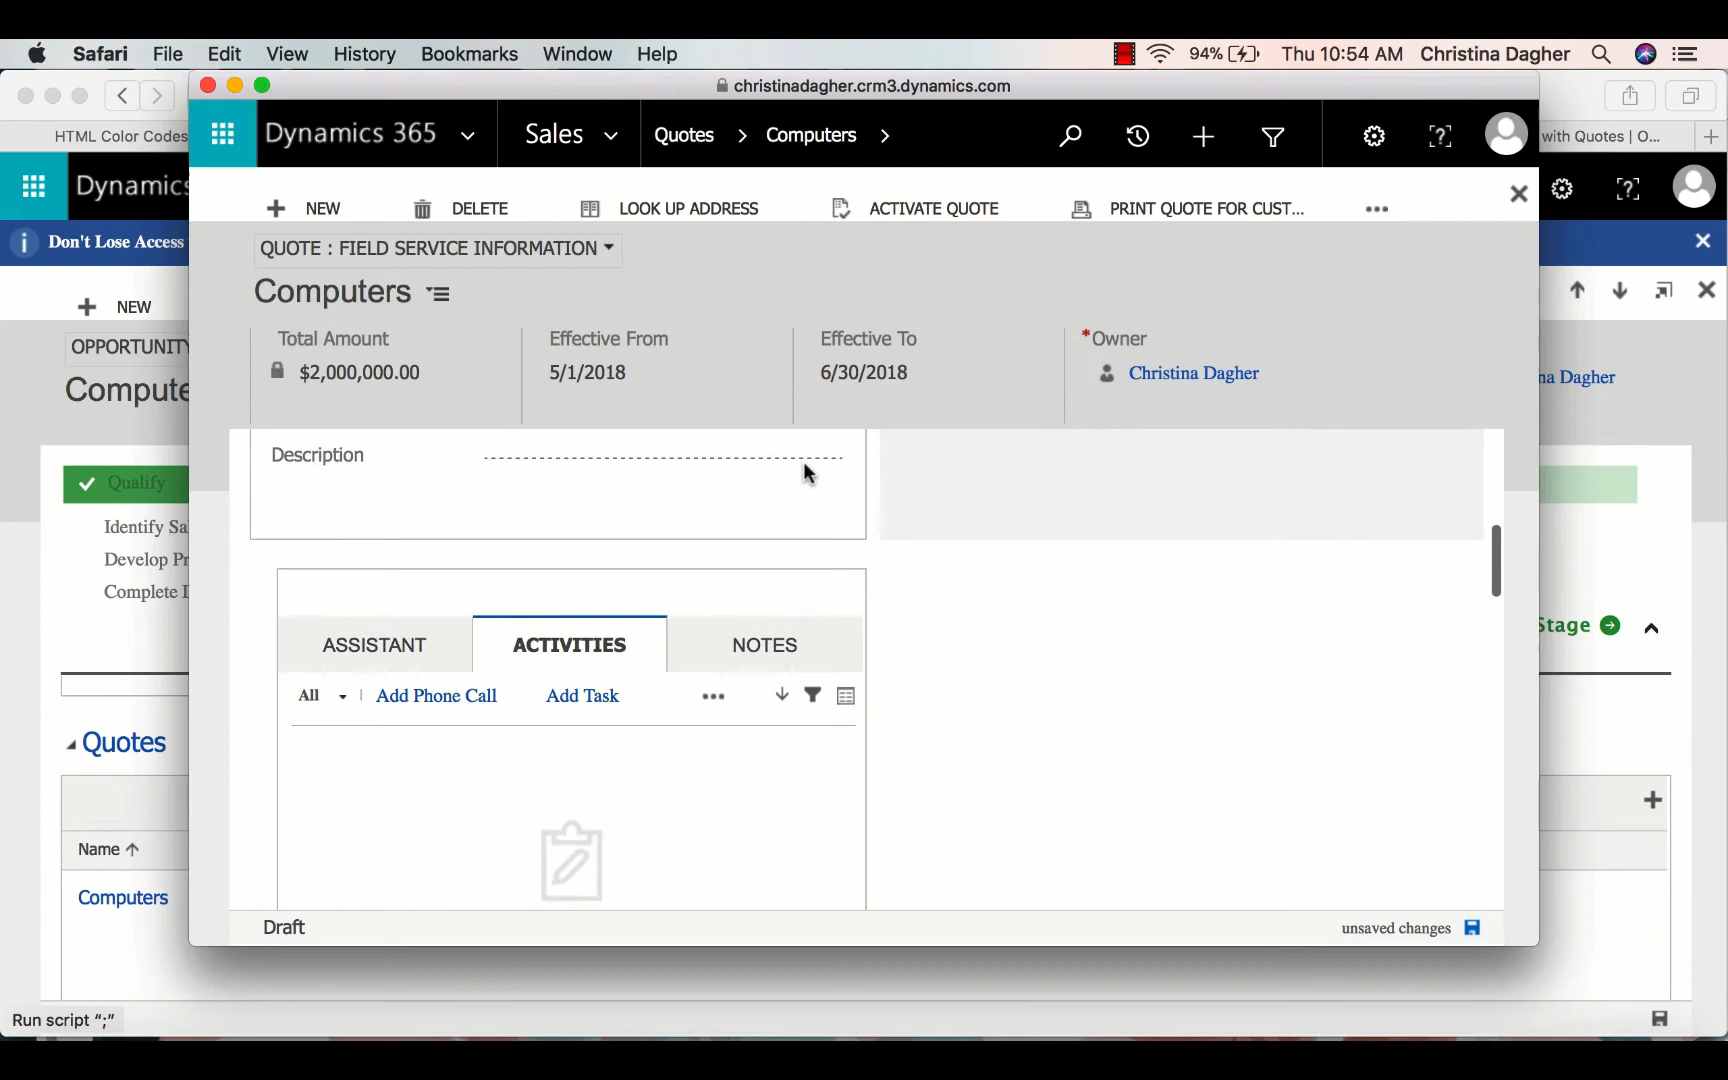 Safari File Edit View History Bookmarks Window Help 94% Thu 10:54 AM Christina Dagher
christinadagher.crm3.dynamics.com
HTML Color Codes
with Quotes | O...
Dynamics 365 Sales Quotes Computers
Dynamics
NEW DELETE LOOK UP ADDRESS ACTIVATE QUOTE PRINT QUOTE FOR CUST...
Don't Lose Access
QUOTE : FIELD SERVICE INFORMATION
Computers
NEW
OPPORTUNITY
Total Amount Effective From Effective To *Owner
$2,000,000.00 5/1/2018 6/30/2018 Christina Dagher
na Dagher
Compute
Description
Qualify
Identify Sa
Develop Pr
Complete
Stage
ASSISTANT ACTIVITIES NOTES
All Add Phone Call Add Task
Quotes
Name
Computers
Draft unsaved changes
Run script “;”